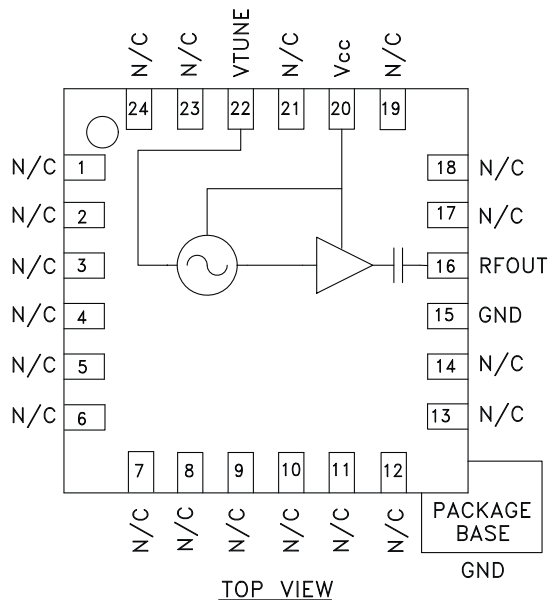 N/C
N/C
VTUNE
N/C
Vcc
N/C
24
23
22
21
20
19
N/C 1
N/C 2
N/C 3
N/C 4
N/C 5
N/C 6
18 N/C
17 N/C
16 RFOUT
15 GND
14 N/C
13 N/C
7
8
9
10
11
12
N/C
N/C
N/C
N/C
N/C
N/C
PACKAGE
BASE
GND
TOP VIEW